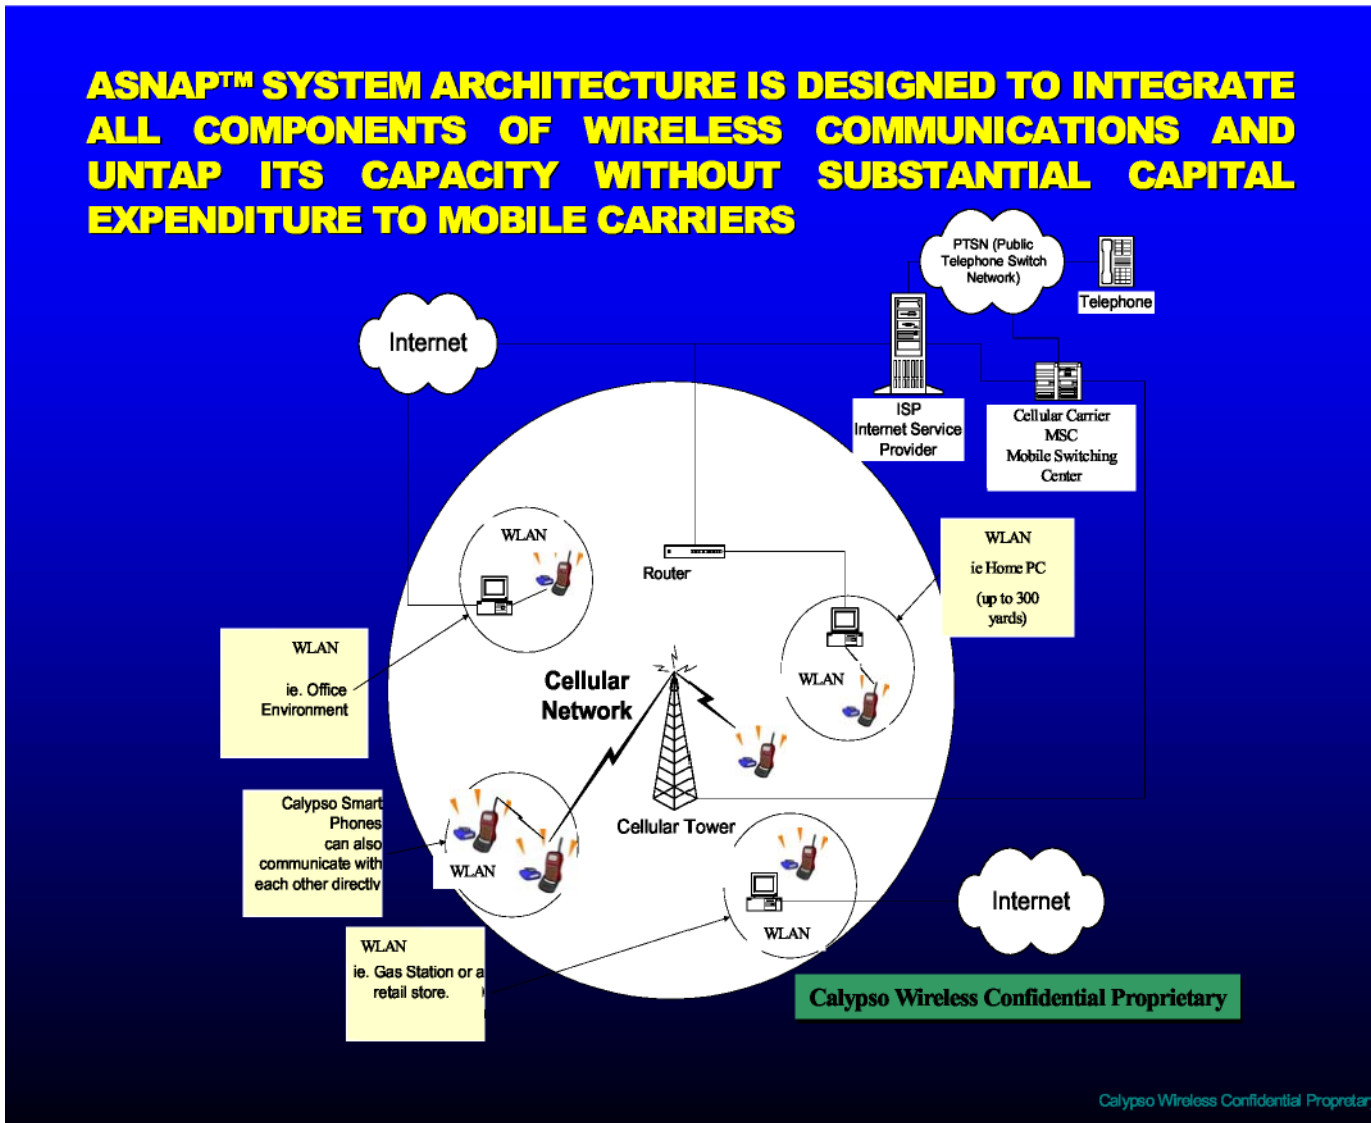 ASNAP™ SYSTEM ARCHITECTURE IS DESIGNED TO INTEGRATE
ALL COMPONENTS OF WIRELESS COMMUNICATIONS AND
UNTAP ITS CAPACITY WITHOUT SUBSTANTIAL CAPITAL
EXPENDITURE TO MOBILE CARRIERS
PTSN (Public
Telephone Switch
Network)
Telephone
Internet
ISP
Internet Service
Provider
Cellular Carrier
MSC
Mobile Switching
Center
WLAN
Router
WLAN
ie Home PC
(up to 300
yards)
WLAN
ie. Office
Environment
WLAN
Cellular
Network
Cellular Tower
Calypso Smart
Phones
can also
communicate with
each other directly
WLAN
Internet
WLAN
WLAN
ie. Gas Station or a
retail store.
Calypso Wireless Confidential Proprietary
Calypso Wireless Confidential Proprietar